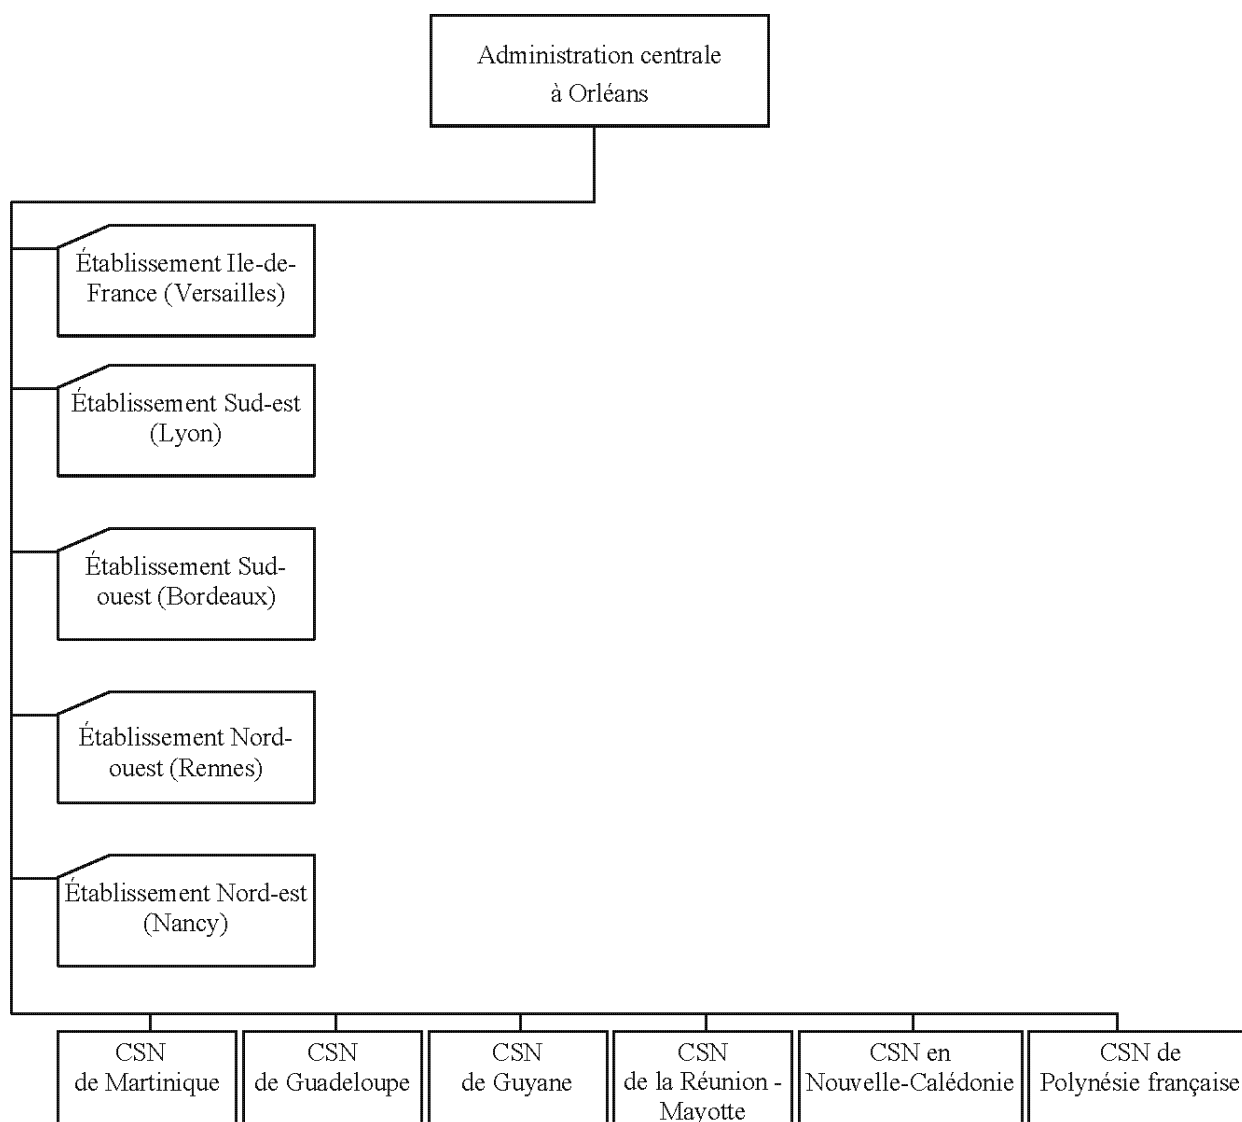 Administration centrale
à Orléans
Établissement Ile-de-
France (Versailles)
Établissement Sud-est
(Lyon)
Établissement Sud-
ouest (Bordeaux)
Établissement Nord-
ouest (Rennes)
Établissement Nord-est
(Nancy)
CSN
de Martinique
CSN
de Guadeloupe
CSN
de Guyane
CSN
de la Réunion -
Mayotte
CSN en
Nouvelle-Calédonie
CSN de
Polynésie française